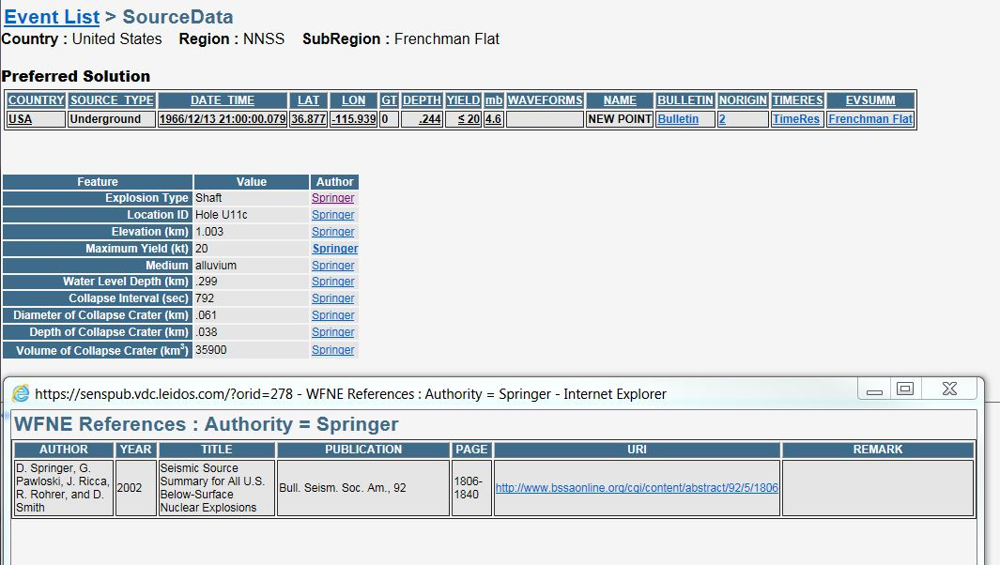 Event List > SourceData
Country : United States Region : NNSS SubRegion : Frenchman Flat
Preferred Solution
COUNTRY SOURCE_TYPE DATE_TIME LAT LON GT DEPTH YIELD mb WAVEFORMS NAME BULLETIN NORIGIN TIMERES EVSUMM
USA Underground 1966/12/13 21:00:00.079 36.877 -115.939 0 .244 ≤ 20 4.6 NEW POINT Bulletin 2 TimeRes Frenchman Flat
Feature Value Author
Explosion Type Shaft Springer
Location ID Hole U11c Springer
Elevation (km) 1.003 Springer
Maximum Yield (kt) 20 Springer
Medium alluvium Springer
Water Level Depth (km) .299 Springer
Collapse Interval (sec) 792 Springer
Diameter of Collapse Crater (km) .061 Springer
Depth of Collapse Crater (km) .038 Springer
Volume of Collapse Crater (km³) 35900 Springer
https://senspub.vdc.leidos.com/?orid=278 - WFNE References : Authority = Springer - Internet Explorer
WFNE References : Authority = Springer
AUTHOR YEAR TITLE PUBLICATION PAGE URI REMARK
D. Springer, G.
Pawloski, J. Ricca,
R. Rohrer, and D.
Smith
2002
Seismic Source
Summary for All U.S.
Below-Surface
Nuclear Explosions
Bull. Seism. Soc. Am., 92
1806-
1840
http://www.bssaonline.org/cgi/content/abstract/92/5/1806